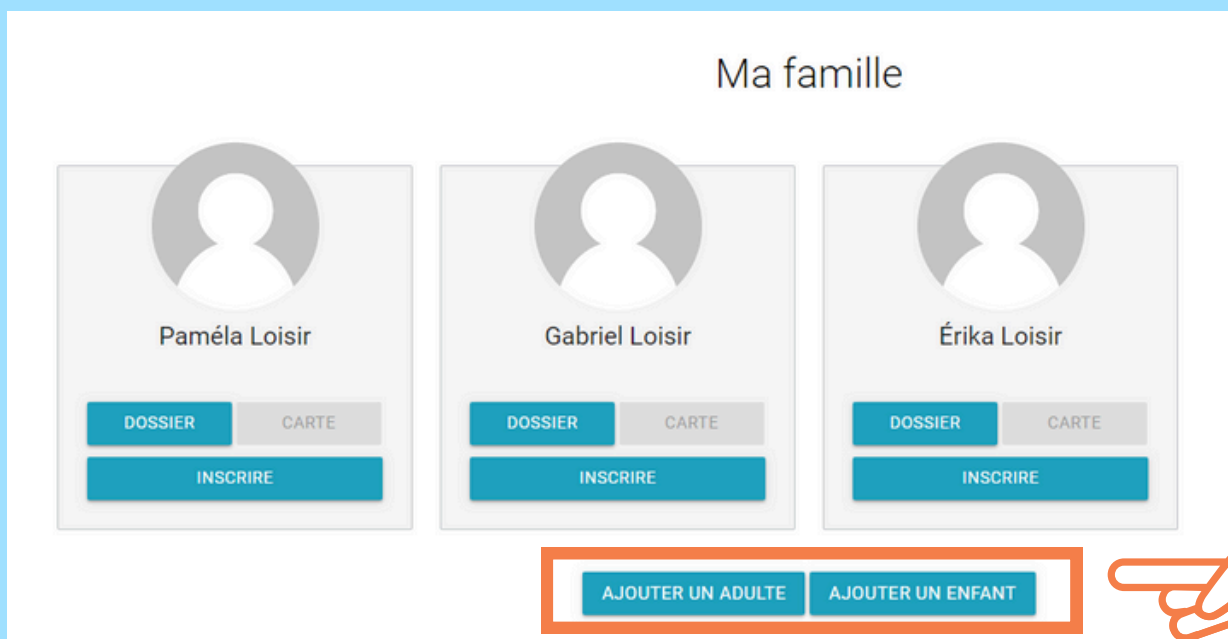 Ma famille
Paméla Loisir
Gabriel Loisir
Érika Loisir
DOSSIER CARTE
DOSSIER CARTE
DOSSIER CARTE
INSCRIRE
INSCRIRE
INSCRIRE
AJOUTER UN ADULTE
AJOUTER UN ENFANT